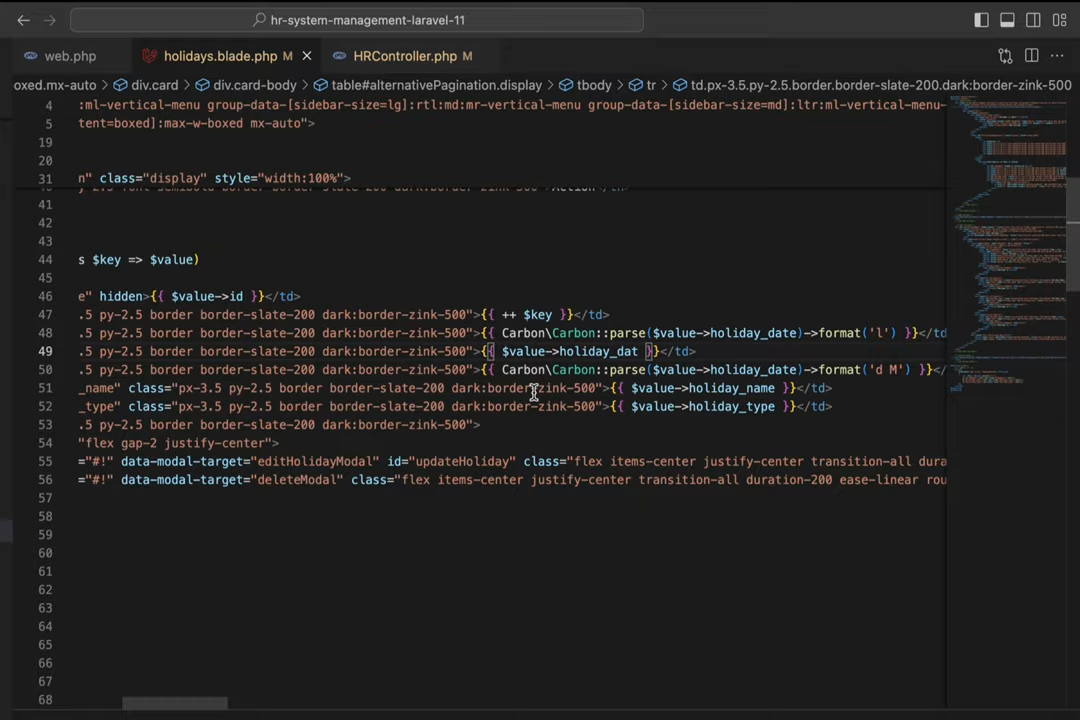 hr-system-management-laravel-11
web.php
holidays.blade.php M
HRController.php M
oxed.mx-auto > div.card > div.card-body > table#alternativePagination.display > tbody > tr > td.px-3.5.py-2.5.border.border-slate-200.dark:border-zink-500
4 :ml-vertical-menu group-data-[sidebar-size=lg]:rtl:md:mr-vertical-menu group-data-[sidebar-size=md]:ltr:ml-vertical-menu-
5 tent=boxed]:max-w-boxed mx-auto">
19
20
31 n" class="display" style="width:100%">
41
42
43
44 s $key => $value)
45
46 e" hidden>{{ $value->id }}</td>
47 .5 py-2.5 border border-slate-200 dark:border-zink-500">{{ ++ $key }}</td>
48 .5 py-2.5 border border-slate-200 dark:border-zink-500">{{ Carbon\Carbon::parse($value->holiday_date)->format('l') }}</td
49 .5 py-2.5 border border-slate-200 dark:border-zink-500">{{ $value->holiday_dat }}</td>
50 .5 py-2.5 border border-slate-200 dark:border-zink-500">{{ Carbon\Carbon::parse($value->holiday_date)->format('d M') }}</
51 _name" class="px-3.5 py-2.5 border border-slate-200 dark:border-zink-500">{{ $value->holiday_name }}</td>
52 _type" class="px-3.5 py-2.5 border border-slate-200 dark:border-zink-500">{{ $value->holiday_type }}</td>
53 .5 py-2.5 border border-slate-200 dark:border-zink-500">
54 "flex gap-2 justify-center">
55 ="#!" data-modal-target="editHolidayModal" id="updateHoliday" class="flex items-center justify-center transition-all dura
56 ="#!" data-modal-target="deleteModal" class="flex items-center justify-center transition-all duration-200 ease-linear rou
57
58
59
60
61
62
63
64
65
66
67
68